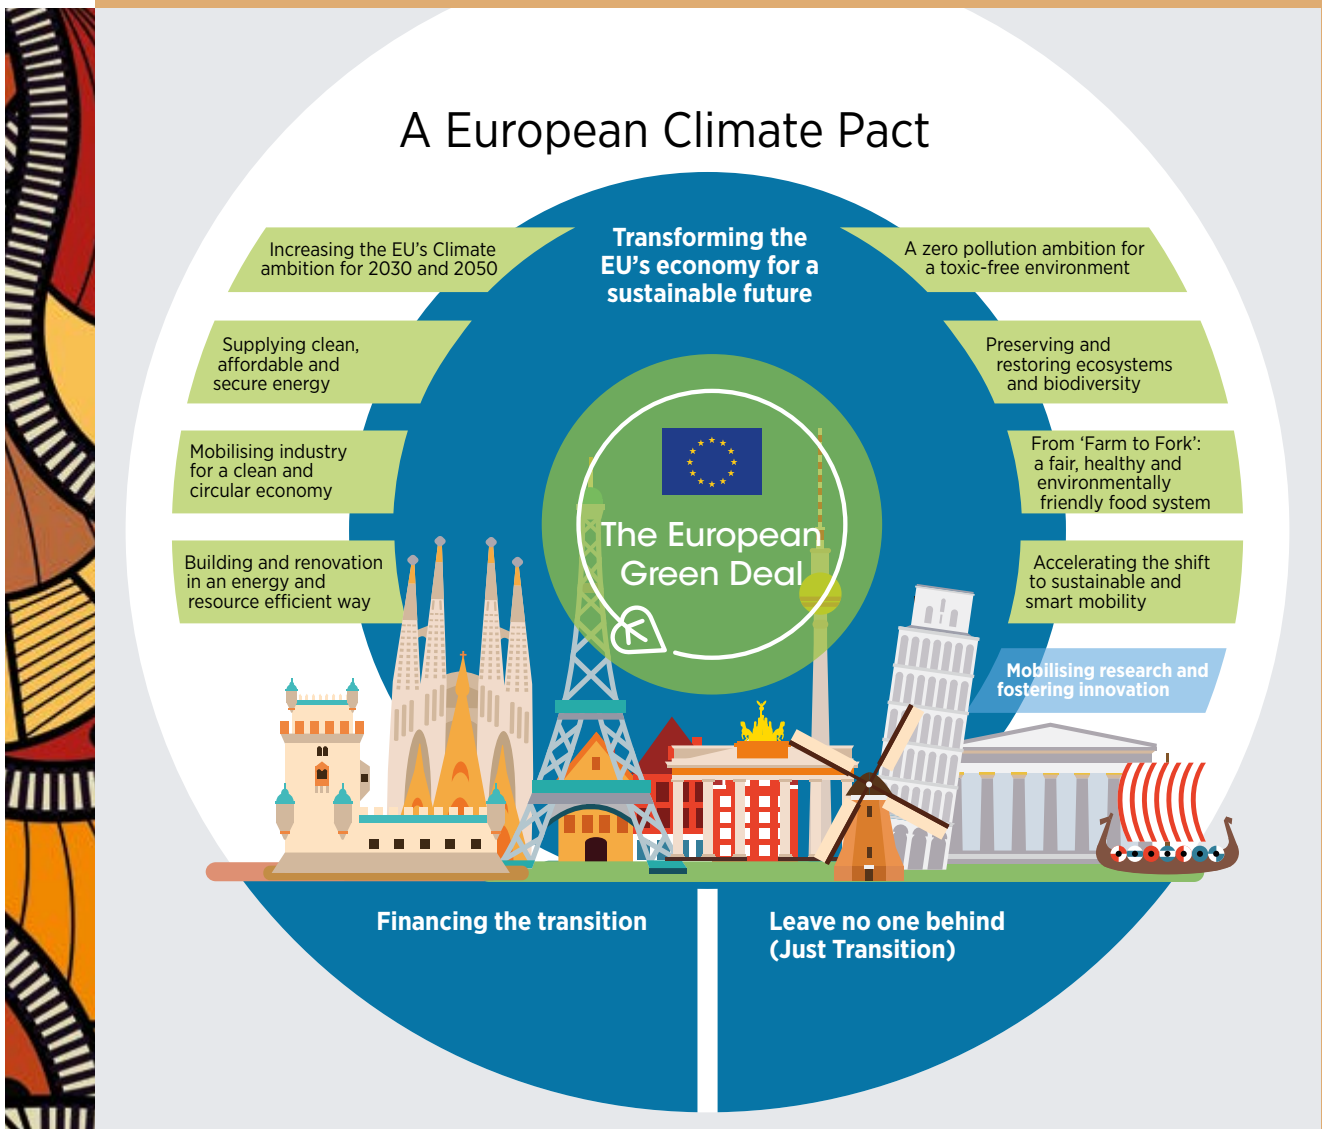 A European Climate Pact
Transforming the
EU's economy for a
sustainable future
Increasing the EU's Climate
ambition for 2030 and 2050
Supplying clean,
affordable and
secure energy
Mobilising industry
for a clean and
circular economy
Building and renovation
in an energy and
resource efficient way
A zero pollution ambition for
a toxic-free environment
Preserving and
restoring ecosystems
and biodiversity
From ‘Farm to Fork’:
a fair, healthy and
environmentally
friendly food system
Accelerating the shift
to sustainable and
smart mobility
Mobilising research and
fostering innovation
The European
Green Deal
Financing the transition
Leave no one behind
(Just Transition)